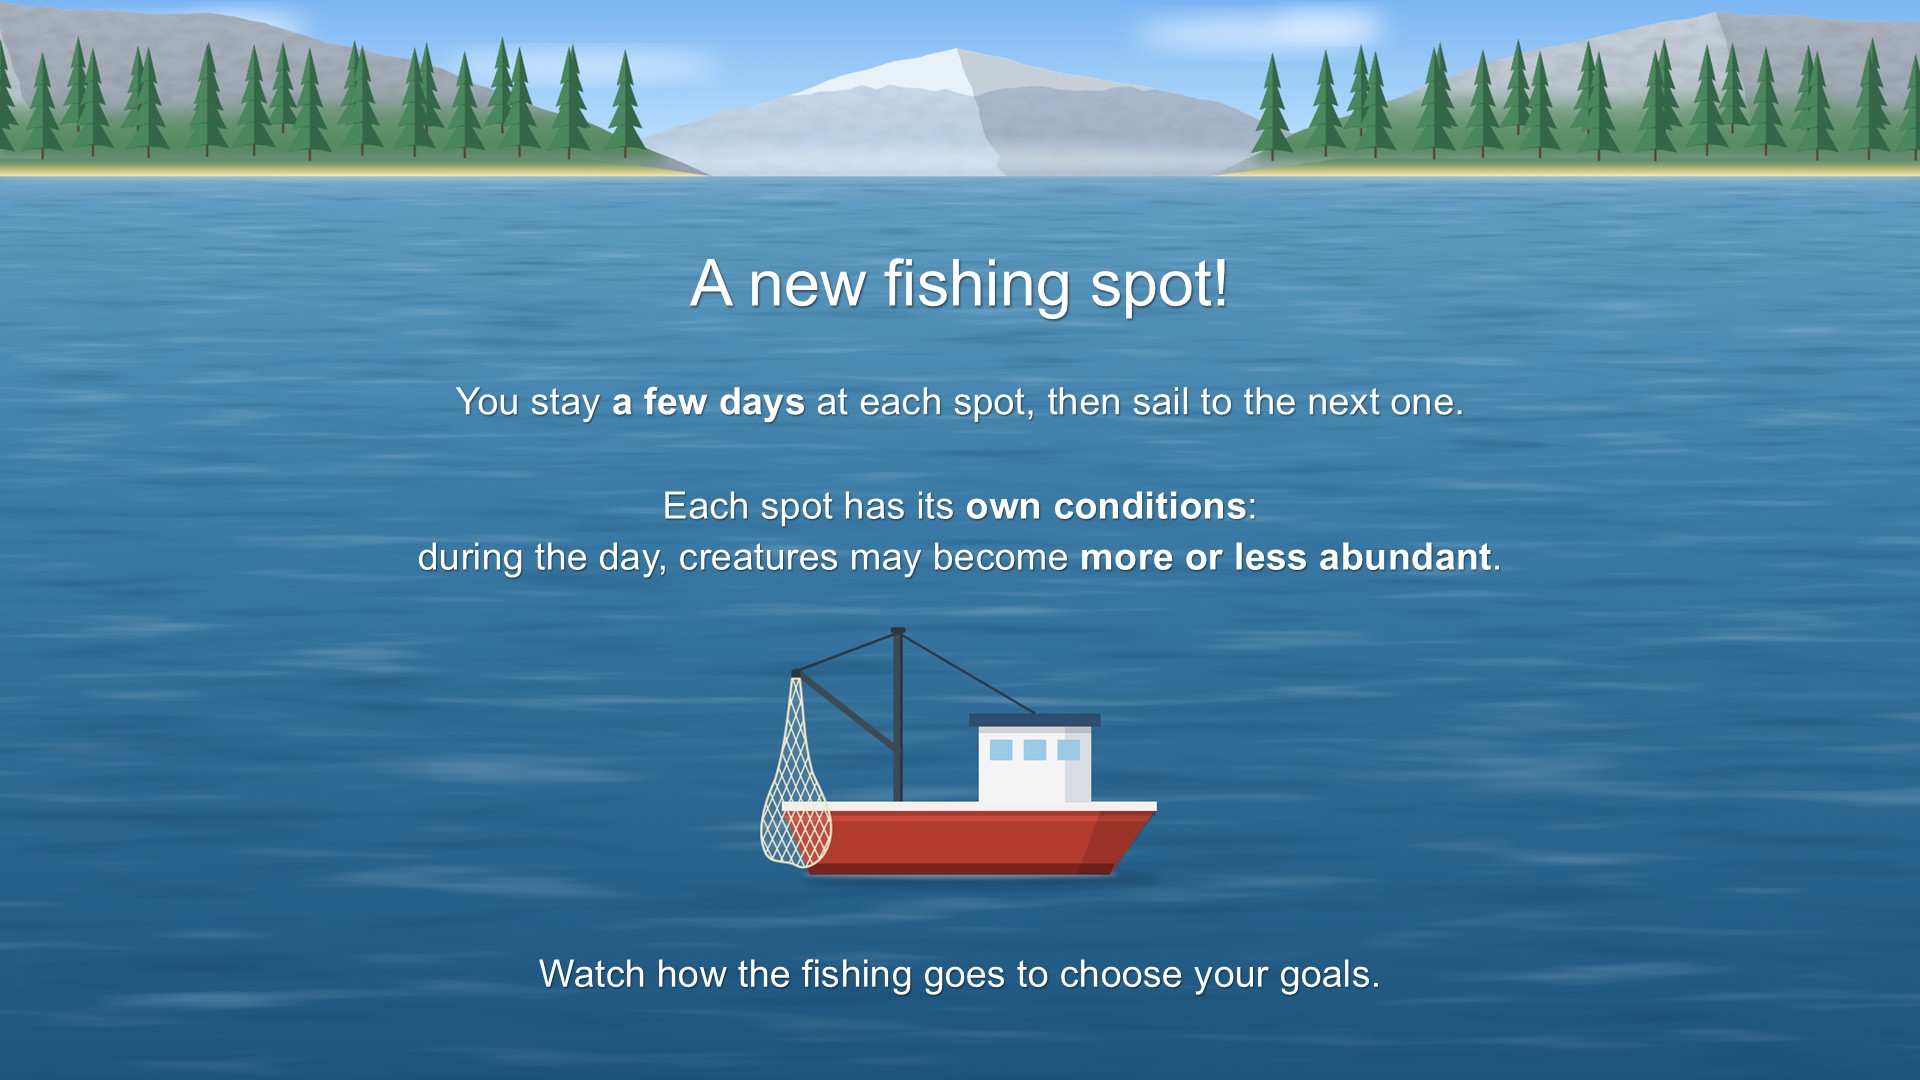 A new fishing spot!
You stay a few days at each spot, then sail to the next one.
Each spot has its own conditions:
during the day, creatures may become more or less abundant.
Watch how the fishing goes to choose your goals.